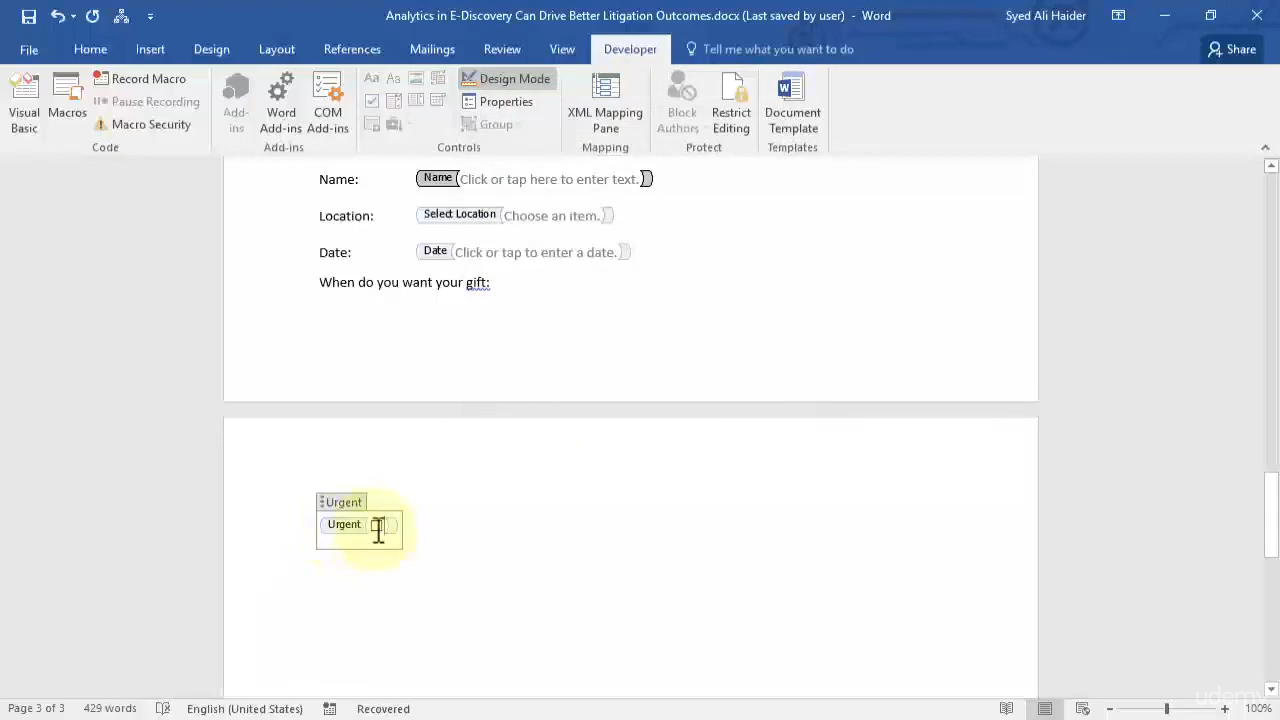 Analytics in E-Discovery Can Drive Better Litigation Outcomes.docx (Last saved by user) - Word
Syed Ali Haider
File Home Insert Design Layout References Mailings Review View Developer Tell me what you want to do Share
Visual Basic
Macros
Record Macro
Pause Recording
Macro Security
Code
Add-ins
Word Add-ins
COM Add-ins
Add-ins
Aa Aa
Design Mode
Properties
Group
Controls
XML Mapping Pane
Mapping
Block Authors
Restrict Editing
Protect
Document Template
Templates
Name: Name Click or tap here to enter text.
Location: Select Location Choose an item.
Date: Date Click or tap to enter a date.
When do you want your gift:
Urgent
Urgent
Page 3 of 3 429 words English (United States) Recovered 100%
udemy